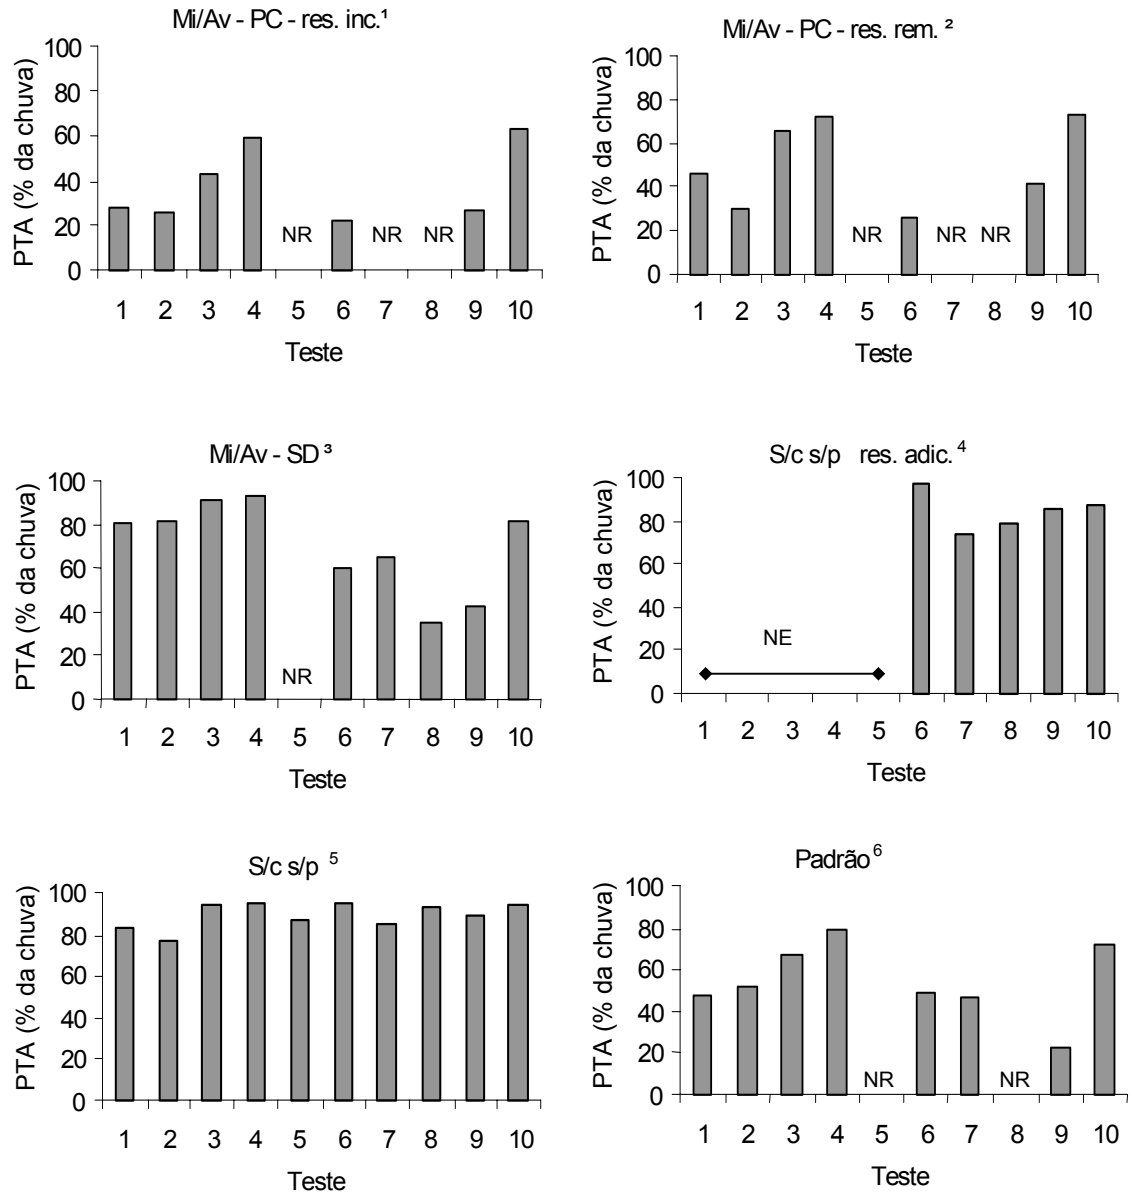 Mi/Av - PC - res. inc.¹
PTA (% da chuva)
100
80
60
40
20
0
NR NR NR
1 2 3 4 5 6 7 8 9 10
Teste
Mi/Av - PC - res. rem. ²
PTA (% da chuva)
100
80
60
40
20
0
NR NR NR
1 2 3 4 5 6 7 8 9 10
Teste
Mi/Av - SD ³
PTA (% da chuva)
100
80
60
40
20
0
NR
1 2 3 4 5 6 7 8 9 10
Teste
S/c s/p res. adic. ⁴
PTA (% da chuva)
100
80
60
40
20
0
NE
1 2 3 4 5 6 7 8 9 10
Teste
S/c s/p ⁵
PTA (% da chuva)
100
80
60
40
20
0
1 2 3 4 5 6 7 8 9 10
Teste
Padrão ⁶
PTA (% da chuva)
100
80
60
40
20
0
NR NR
1 2 3 4 5 6 7 8 9 10
Teste